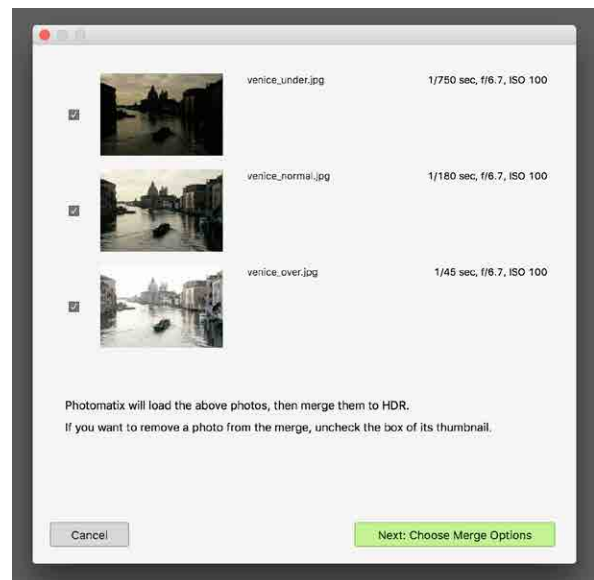 venice_under.jpg 1/750 sec, f/6.7, ISO 100
venice_normal.jpg 1/180 sec, f/6.7, ISO 100
venice_over.jpg 1/45 sec, f/6.7, ISO 100
Photomatix will load the above photos, then merge them to HDR.
If you want to remove a photo from the merge, uncheck the box of its thumbnail.
Cancel Next: Choose Merge Options